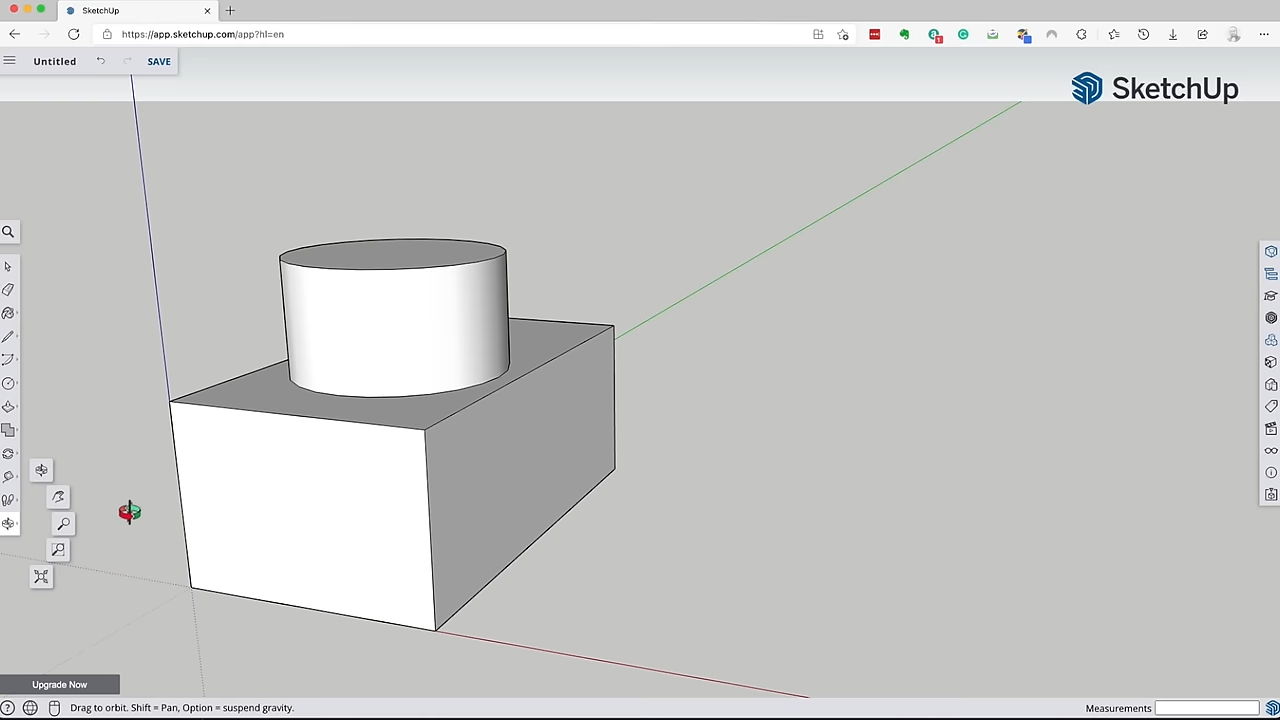 SketchUp
https://app.sketchup.com/app?hl=en
1
Untitled
SAVE
SketchUp
Upgrade Now
Drag to orbit. Shift = Pan, Option = suspend gravity.
Measurements